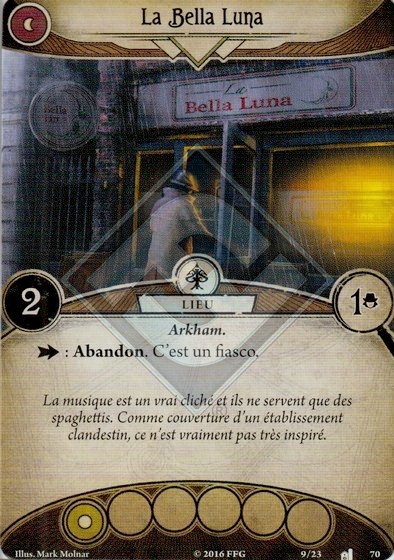 La Bella Luna
La
Bella Luna
Bella
2
LIEU
1
Arkham.
: Abandon. C'est un fiasco.
La musique est un vrai cliché et ils ne servent que des
spaghettis. Comme couverture d'un établissement
clandestin, ce n'est vraiment pas très inspiré.
Illus. Mark Molnar
© 2016 FFG
9/23
70